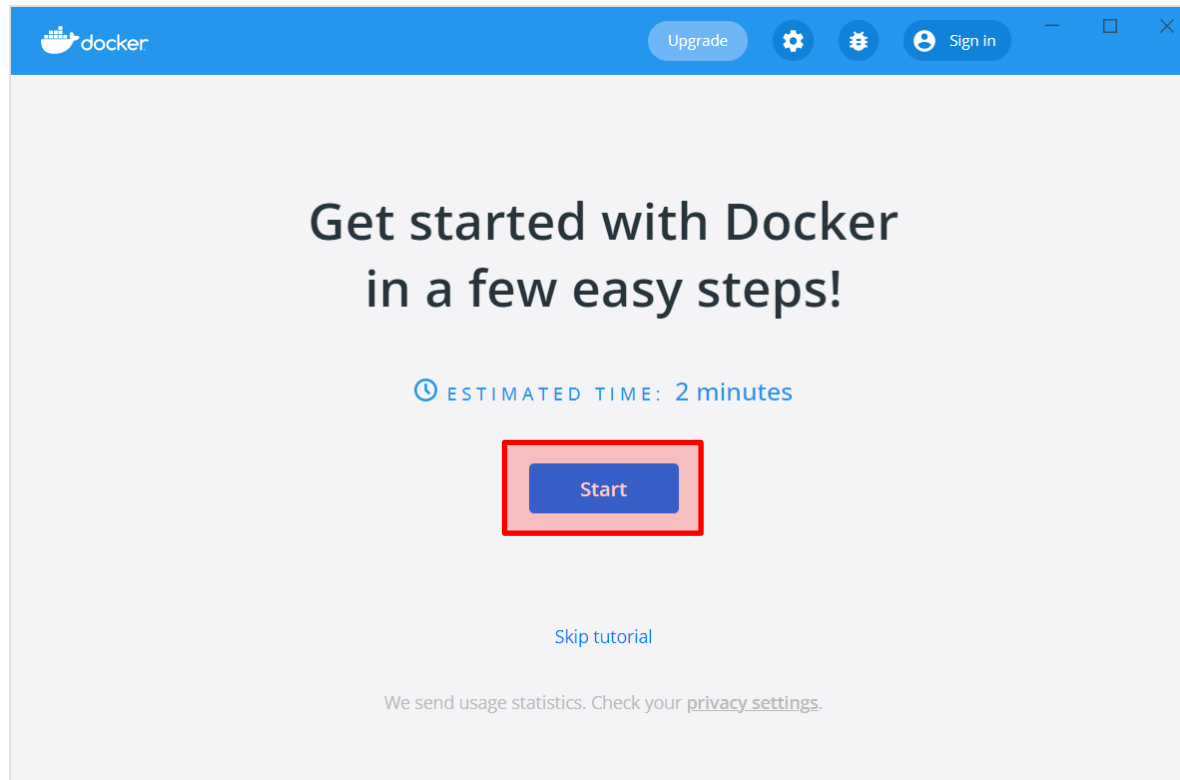 docker
Upgrade
Sign in
Get started with Docker
in a few easy steps!
ESTIMATED TIME: 2 minutes
Start
Skip tutorial
We send usage statistics. Check your privacy settings.